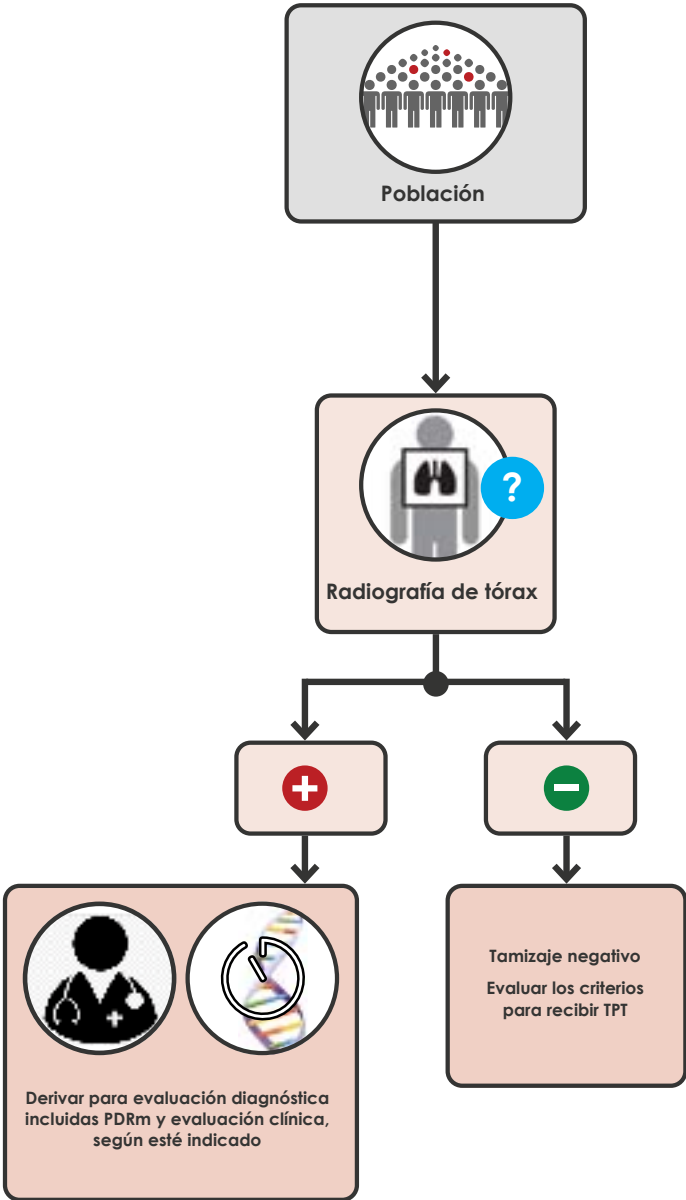 Población
?
Radiografía de tórax
Derivar para evaluación diagnóstica
incluidas PDRm y evaluación clínica,
según esté indicado
Tamizaje negativo
Evaluar los criterios
para recibir TPT